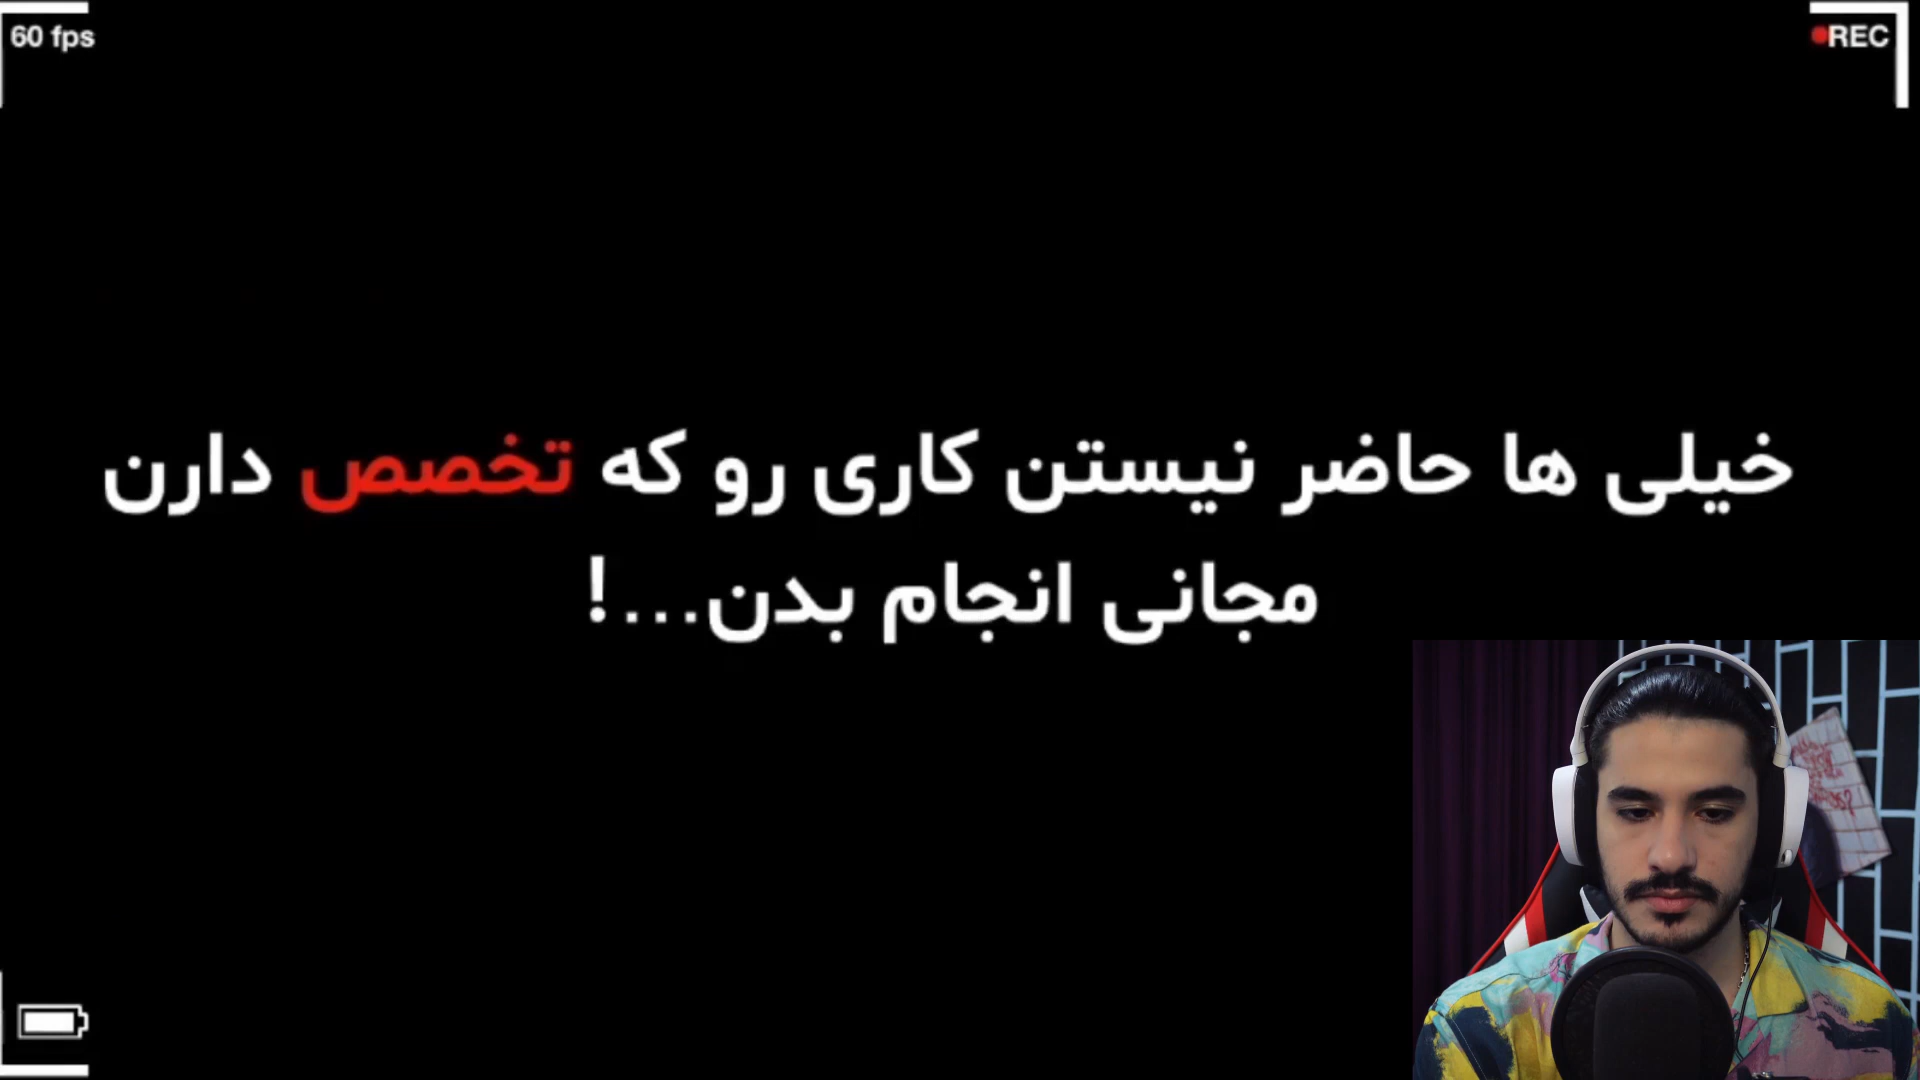 60 fps
REC
خیلی ها حاضر نیستن کاری رو که تخصص دارن
مجانی انجام بدن...!